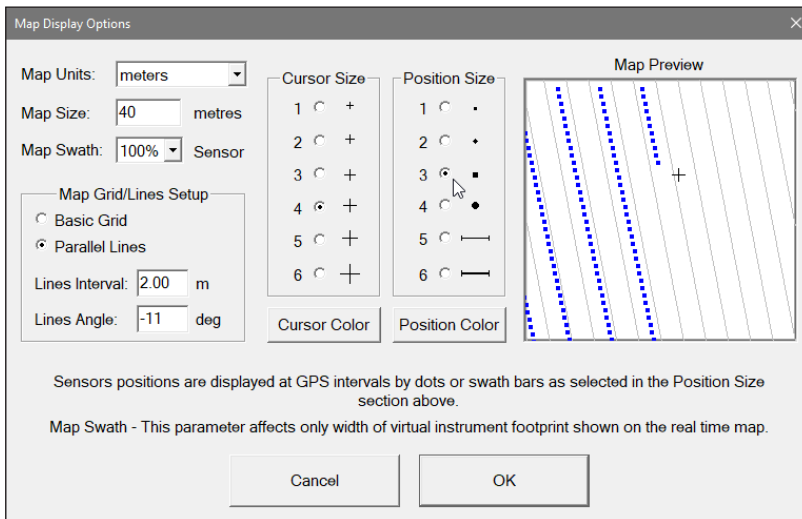 Map Display Options
Map Units: meters
Map Size: 40 metres
Map Swath: 100% Sensor
Map Grid/Lines Setup
Basic Grid
Parallel Lines
Lines Interval: 2.00 m
Lines Angle: -11 deg
Cursor Size
1
2
3
4
5
6
Cursor Color
Position Size
1
2
3
4
5
6
Position Color
Map Preview
Sensors positions are displayed at GPS intervals by dots or swath bars as selected in the Position Size
section above.
Map Swath - This parameter affects only width of virtual instrument footprint shown on the real time map.
Cancel
OK